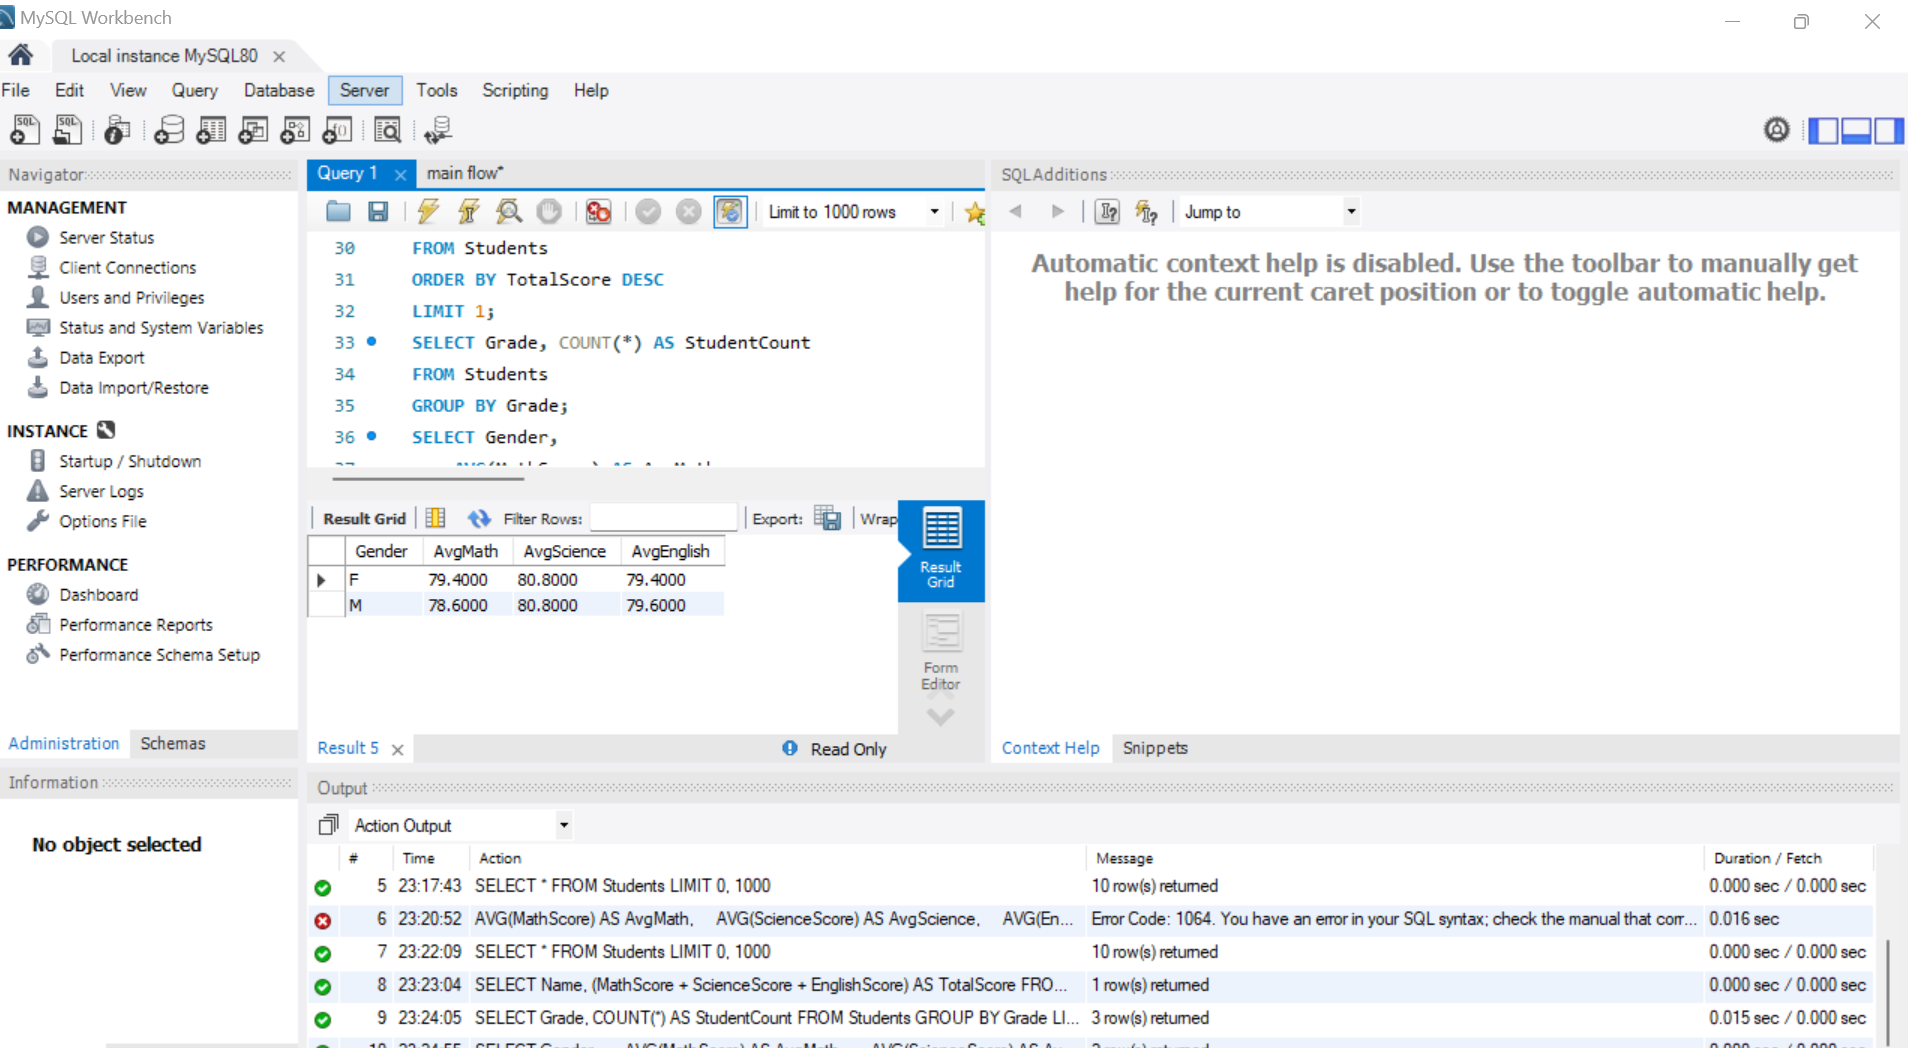 MySQL Workbench
Local instance MySQL80
File Edit View Query Database Server Tools Scripting Help
Navigator
MANAGEMENT
Server Status
Client Connections
Users and Privileges
Status and System Variables
Data Export
Data Import/Restore
INSTANCE
Startup / Shutdown
Server Logs
Options File
PERFORMANCE
Dashboard
Performance Reports
Performance Schema Setup
Administration Schemas
Information
No object selected
Query 1 main flow*
Limit to 1000 rows
30 FROM Students
31 ORDER BY TotalScore DESC
32 LIMIT 1;
33 SELECT Grade, COUNT(*) AS StudentCount
34 FROM Students
35 GROUP BY Grade;
36 SELECT Gender,
Result Grid Filter Rows: Export: Wrap
Gender AvgMath AvgScience AvgEnglish
F 79.4000 80.8000 79.4000
M 78.6000 80.8000 79.6000
Result Grid
Form Editor
Result 5 Read Only
SQLAdditions
Jump to
Automatic context help is disabled. Use the toolbar to manually get
help for the current caret position or to toggle automatic help.
Context Help Snippets
Output
Action Output
# Time Action Message Duration / Fetch
5 23:17:43 SELECT * FROM Students LIMIT 0, 1000 10 row(s) returned 0.000 sec / 0.000 sec
6 23:20:52 AVG(MathScore) AS AvgMath, AVG(ScienceScore) AS AvgScience, AVG(En... Error Code: 1064. You have an error in your SQL syntax; check the manual that corr... 0.016 sec
7 23:22:09 SELECT * FROM Students LIMIT 0, 1000 10 row(s) returned 0.000 sec / 0.000 sec
8 23:23:04 SELECT Name, (MathScore + ScienceScore + EnglishScore) AS TotalScore FRO... 1 row(s) returned 0.000 sec / 0.000 sec
9 23:24:05 SELECT Grade, COUNT(*) AS StudentCount FROM Students GROUP BY Grade LI... 3 row(s) returned 0.015 sec / 0.000 sec